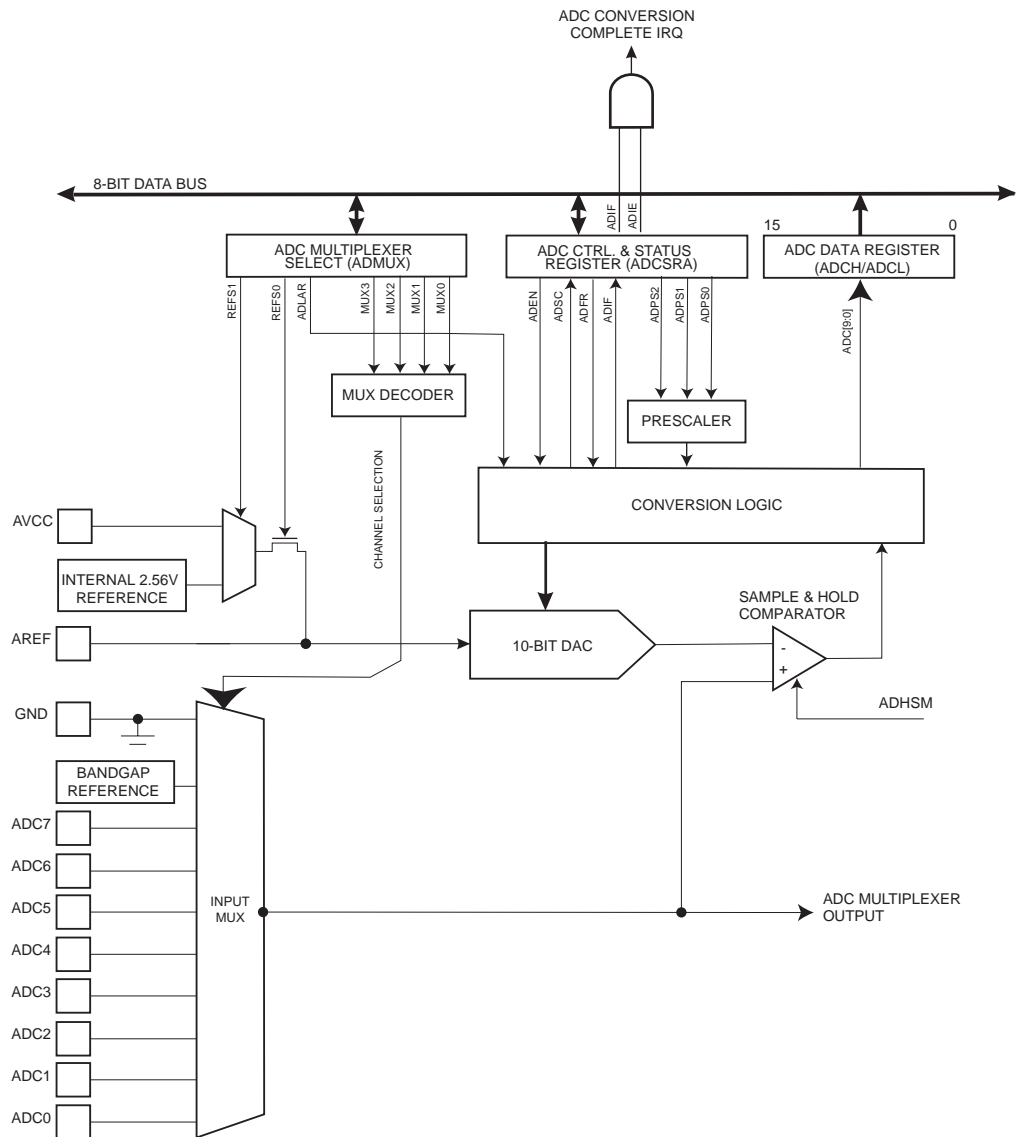 ADC CONVERSION
COMPLETE IRQ
8-BIT DATA BUS
ADIF
ADIE
15
0
ADC MULTIPLEXER
SELECT (ADMUX)
ADC CTRL. & STATUS
REGISTER (ADCSRA)
ADC DATA REGISTER
(ADCH/ADCL)
REFS1
REFS0
ADLAR
MUX3
MUX2
MUX1
MUX0
ADEN
ADSC
ADFR
ADIF
ADPS2
ADPS1
ADPS0
ADC[9:0]
MUX DECODER
PRESCALER
CHANNEL SELECTION
CONVERSION LOGIC
AVCC
INTERNAL 2.56V
REFERENCE
SAMPLE & HOLD
COMPARATOR
AREF
10-BIT DAC
-
+
GND
ADHSM
BANDGAP
REFERENCE
ADC7
ADC6
ADC5
INPUT
MUX
ADC MULTIPLEXER
OUTPUT
ADC4
ADC3
ADC2
ADC1
ADC0